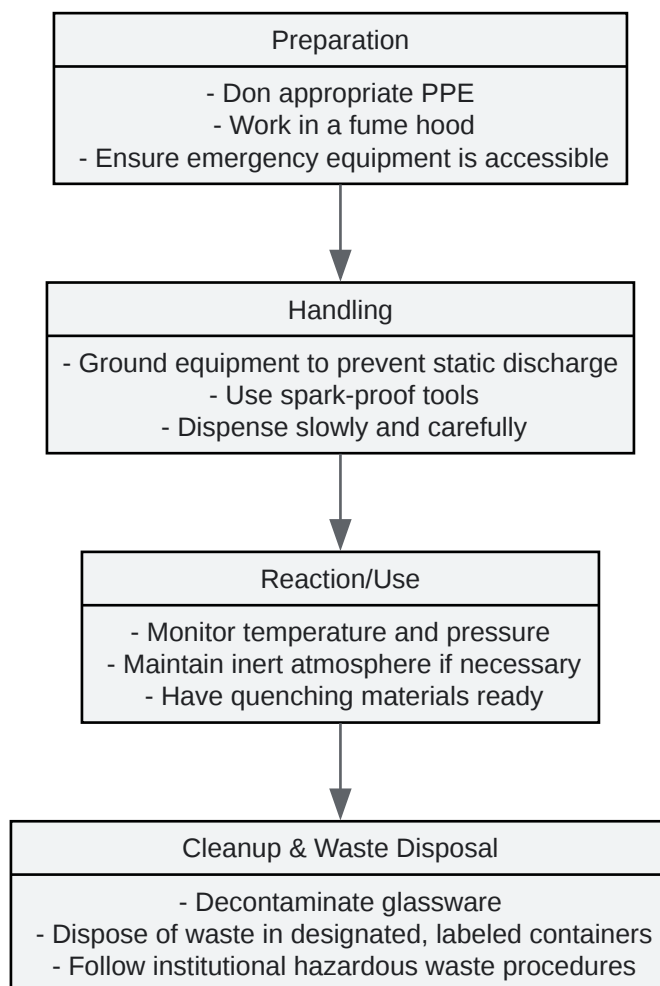 Preparation
- Don appropriate PPE
- Work in a fume hood
- Ensure emergency equipment is accessible
Handling
- Ground equipment to prevent static discharge
- Use spark-proof tools
- Dispense slowly and carefully
Reaction/Use
- Monitor temperature and pressure
- Maintain inert atmosphere if necessary
- Have quenching materials ready
Cleanup & Waste Disposal
- Decontaminate glassware
- Dispose of waste in designated, labeled containers
- Follow institutional hazardous waste procedures